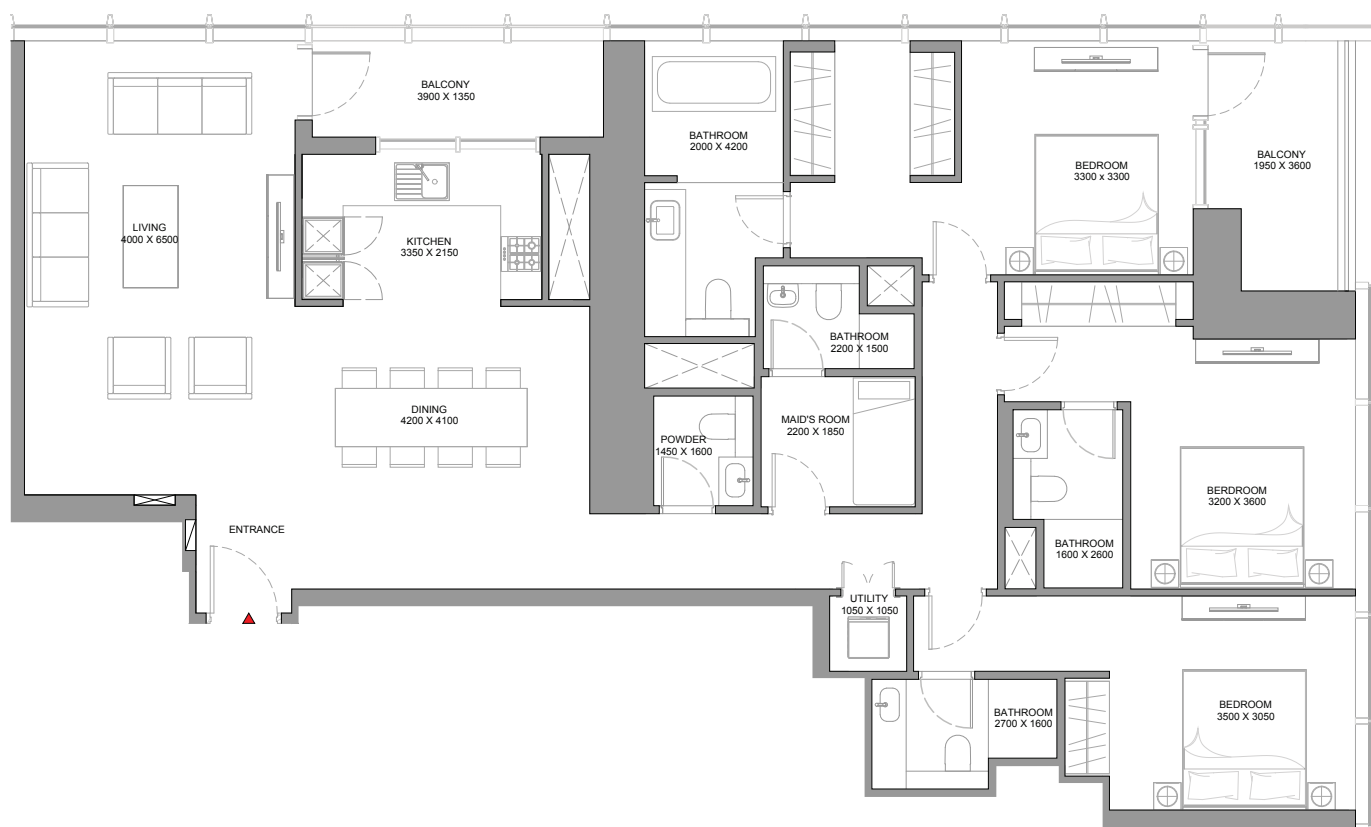 BALCONY
3900 X 1350
BATHROOM
2000 X 4200
BEDROOM
3300 x 3300
BALCONY
1950 X 3600
LIVING
4000 X 6500
KITCHEN
3350 X 2150
BATHROOM
2200 X 1500
DINING
4200 X 4100
MAID'S ROOM
2200 X 1850
POWDER
1450 X 1600
BERDROOM
3200 X 3600
ENTRANCE
BATHROOM
1600 X 2600
UTILITY
1050 X 1050
BATHROOM
2700 X 1600
BEDROOM
3500 X 3050